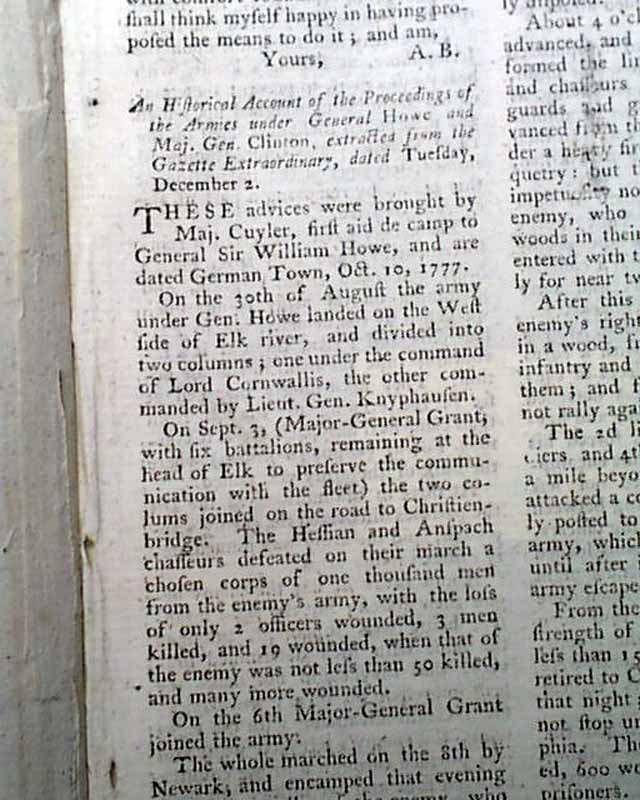 shall think myself happy in having pro-
posed the means to do it ; and am,
Yours, A. B.
An Historical Account of the Proceedings of
the Armies under General Howe and
Maj. Gen. Clinton, extracted from the
Gazette Extraordinary, dated Tuesday,
December 2.
THESE advices were brought by
Maj. Cuyler, first aid de camp to
General Sir William Howe, and are
dated German Town, Oct. 10, 1777.
On the 30th of August the army
under Gen. Howe landed on the West
side of Elk river, and divided into
two columns ; one under the command
of Lord Cornwallis, the other com-
manded by Lieut. Gen. Knyphausen.
On Sept. 3, (Major-General Grant,
with six battalions, remaining at the
head of Elk to preserve the commu-
nication with the fleet) the two co-
lums joined on the road to Christien-
bridge. The Hessian and Anspach
chasseurs defeated on their march a
chosen corps of one thousand men
from the enemy's army, with the loss
of only 2 officers wounded, 3 men
killed, and 19 wounded, when that of
the enemy was not less than 50 killed,
and many more wounded.
On the 6th Major-General Grant
joined the army.
The whole marched on the 8th by
Newark, and encamped that evening
About 4 o'c
advanced, and
formed the li
and chasseurs
guards and g
vanced from th
der a heavy fir
quetry : but t
impetuosity no
enemy, who
woods in their
entered with t
ly for near tw
After this
enemy's right
in a wood, fi
infantry and
them ; and
not rally aga
The 2d li
iers, and 4t
a mile beyo
attacked a co
ly posted to
army, which
until after
army escape
From the
strength of
less than 15
retired to C
that night ;
not stop un
phia. The
ed, 600 wo
prisoners.